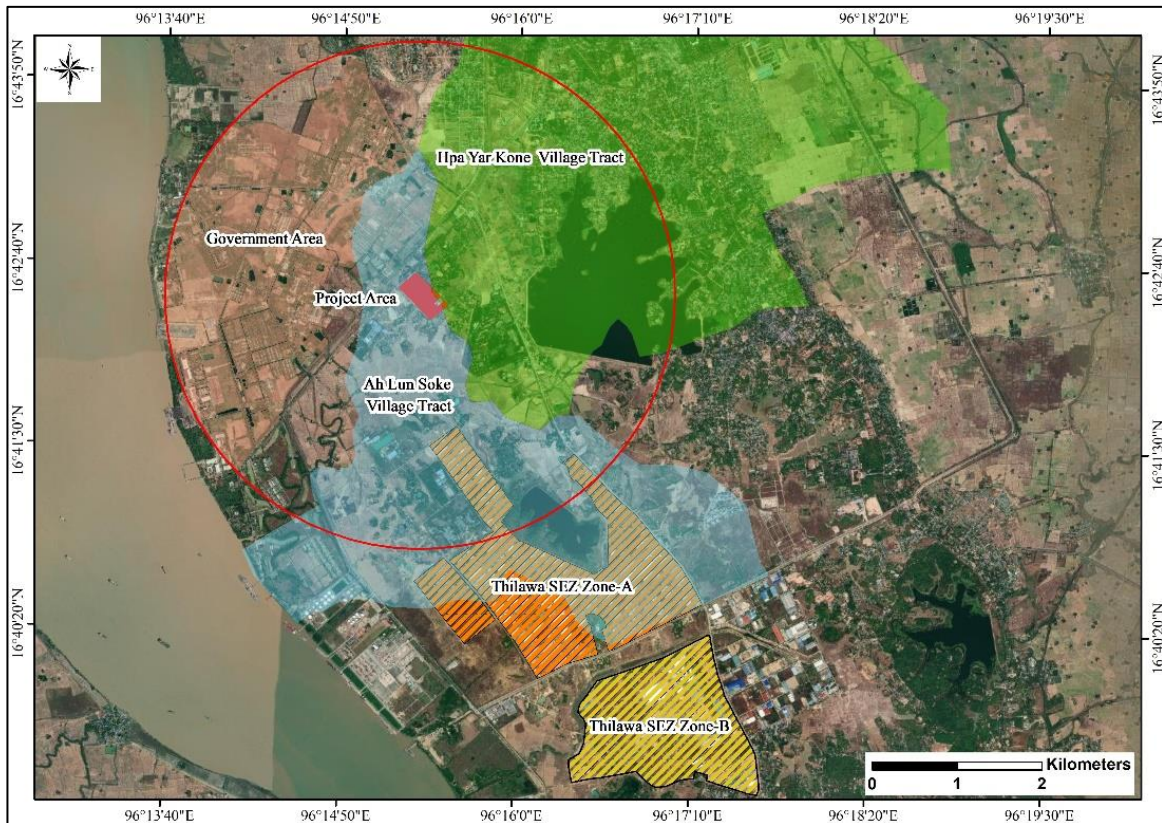 96°13'40"E 96°14'50"E 96°16'0"E 96°17'10"E 96°18'20"E 96°19'30"E
16°43'50"N 16°43'50"N
Hpa Yar Kone Village Tract
Government Area
16°42'40"N 16°42'40"N
Project Area
Ah Lun Soke
Village Tract
16°41'30"N 16°41'30"N
Thilawa SEZ Zone-A
16°40'20"N 16°40'20"N
Thilawa SEZ Zone-B
Kilometers
0 1 2
96°13'40"E 96°14'50"E 96°16'0"E 96°17'10"E 96°18'20"E 96°19'30"E